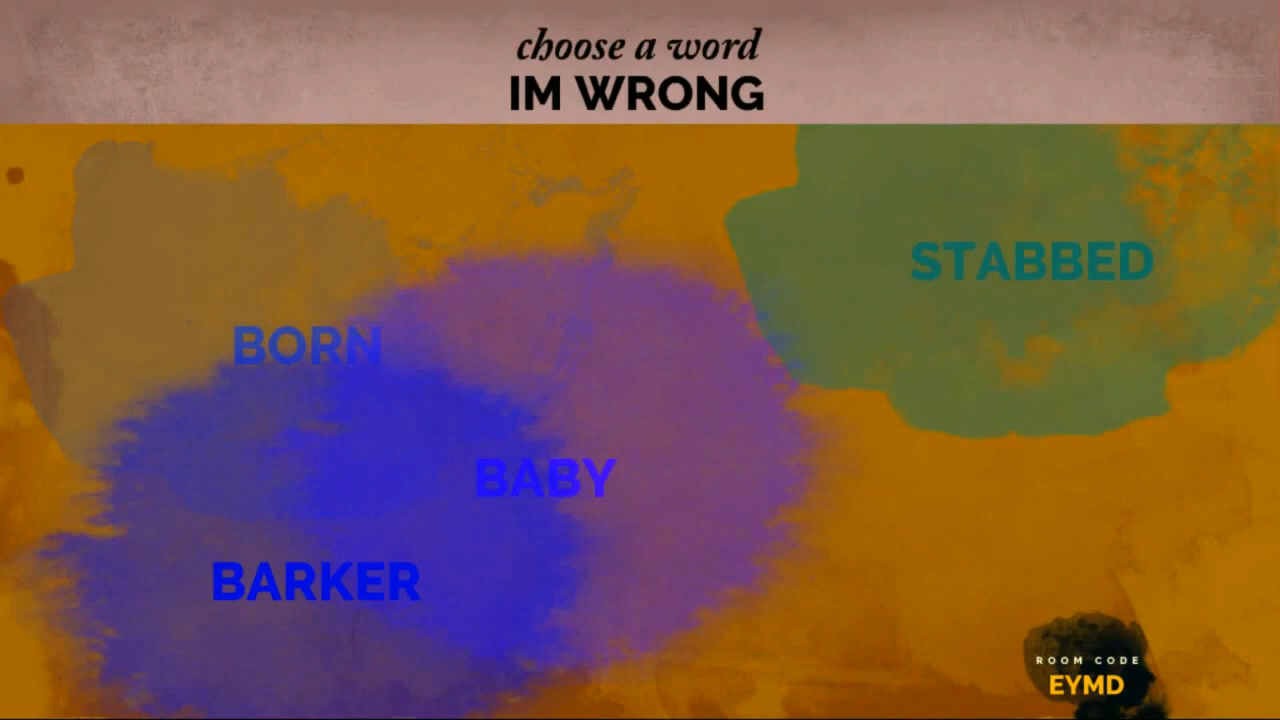 choose a word
IM WRONG
STABBED
BORN
BABY
BARKER
ROOM CODE
EYMD